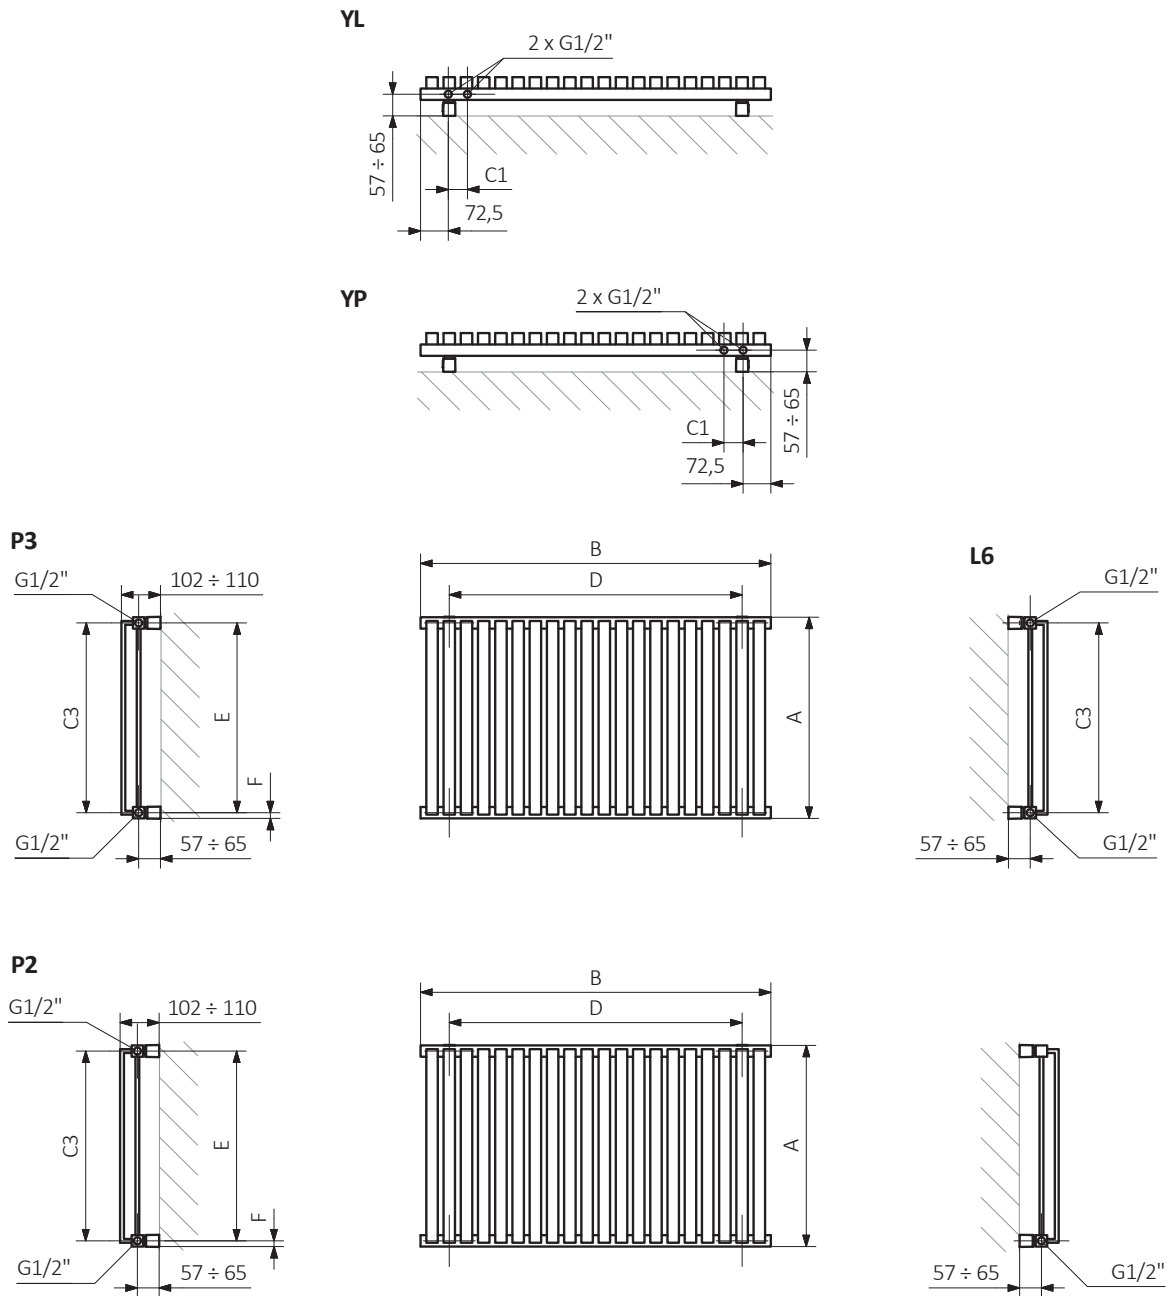 YL
2 x G1/2"
57 ÷ 65
C1
72,5
YP
2 x G1/2"
57 ÷ 65
C1
72,5
P3
G1/2"
102 ÷ 110
C3
E
F
G1/2"
57 ÷ 65
B
D
A
L6
G1/2"
C3
57 ÷ 65
G1/2"
P2
G1/2"
102 ÷ 110
C3
E
F
G1/2"
57 ÷ 65
B
D
A
57 ÷ 65
G1/2"